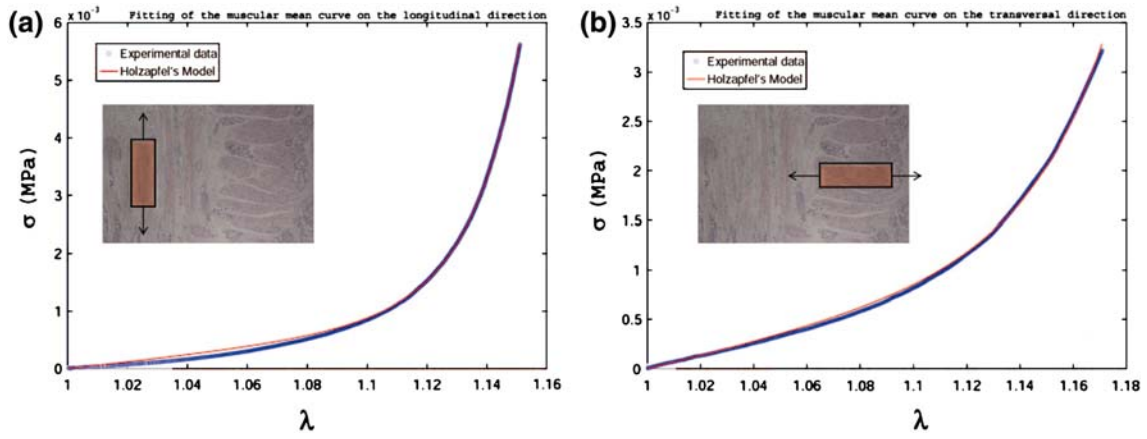 (a)
x 10⁻³ Fitting of the muscular mean curve on the longitudinal direction
Experimental data
Holzapfel's Model
σ (MPa)
6
5
4
3
2
1
0
1 1.02 1.04 1.06 1.08 1.1 1.12 1.14 1.16
λ
(b)
x 10⁻³ Fitting of the muscular mean curve on the transversal direction
Experimental data
Holzapfel's Model
σ (MPa)
3.5
3
2.5
2
1.5
1
0.5
0
1 1.02 1.04 1.06 1.08 1.1 1.12 1.14 1.16 1.18
λ